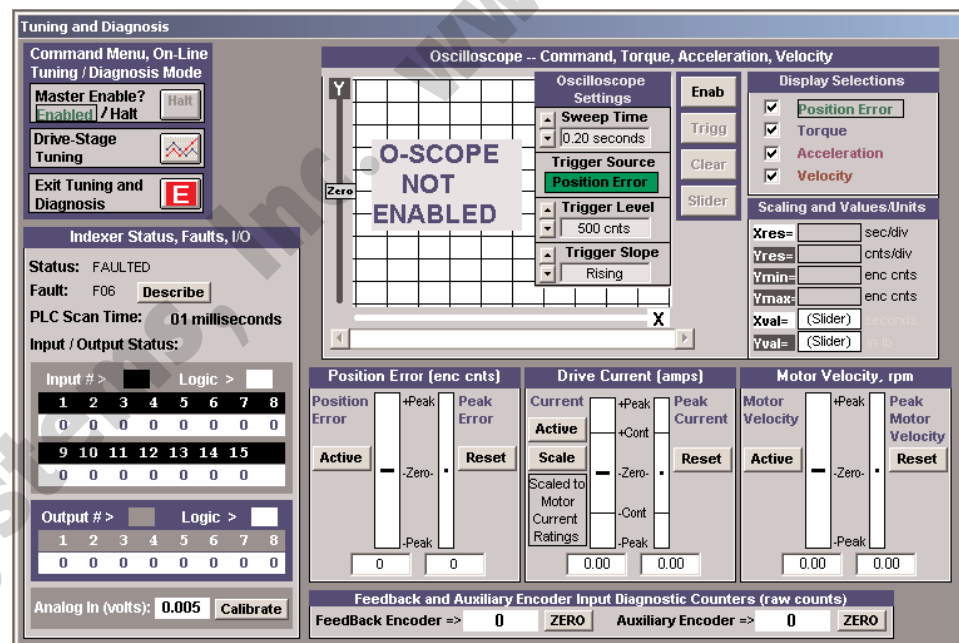 Tuning and Diagnosis
Command Menu, On-Line
Tuning / Diagnosis Mode
Master Enable?
Enabled / Halt
Halt
Drive-Stage
Tuning
Exit Tuning and
Diagnosis
E
Indexer Status, Faults, I/O
Status: FAULTED
Fault: F06 Describe
PLC Scan Time: 01 milliseconds
Input / Output Status:
Input # > Logic >
1 2 3 4 5 6 7 8
0 0 0 0 0 0 0 0
9 10 11 12 13 14 15
0 0 0 0 0 0 0
Output # > Logic >
1 2 3 4 5 6 7 8
0 0 0 0 0 0 0 0
Analog In (volts): 0.005 Calibrate
Oscilloscope -- Command, Torque, Acceleration, Velocity
Y
Zero
O-SCOPE
NOT
ENABLED
X
Oscilloscope
Settings
Sweep Time
0.20 seconds
Trigger Source
Position Error
Trigger Level
500 cnts
Trigger Slope
Rising
Enab
Trigg
Clear
Slider
Display Selections
Position Error
Torque
Acceleration
Velocity
Scaling and Values/Units
Xres= sec/div
Yres= cnts/div
Ymin= enc cnts
Ymax= enc cnts
Xval= (Slider) seconds
Yval= (Slider) in-lb
Position Error (enc cnts)
Position
Error
Active
+Peak
-Zero-
-Peak
Peak
Error
Reset
0 0
Drive Current (amps)
Current
Active
Scale
Scaled to
Motor
Current
Ratings
+Peak
+Cont
-Zero-
-Cont
-Peak
Peak
Current
Reset
0.00 0.00
Motor Velocity, rpm
Motor
Velocity
Active
+Peak
-Zero-
-Peak
Peak
Motor
Velocity
Reset
0.00 0.00
Feedback and Auxiliary Encoder Input Diagnostic Counters (raw counts)
FeedBack Encoder => 0 ZERO Auxiliary Encoder => 0 ZERO